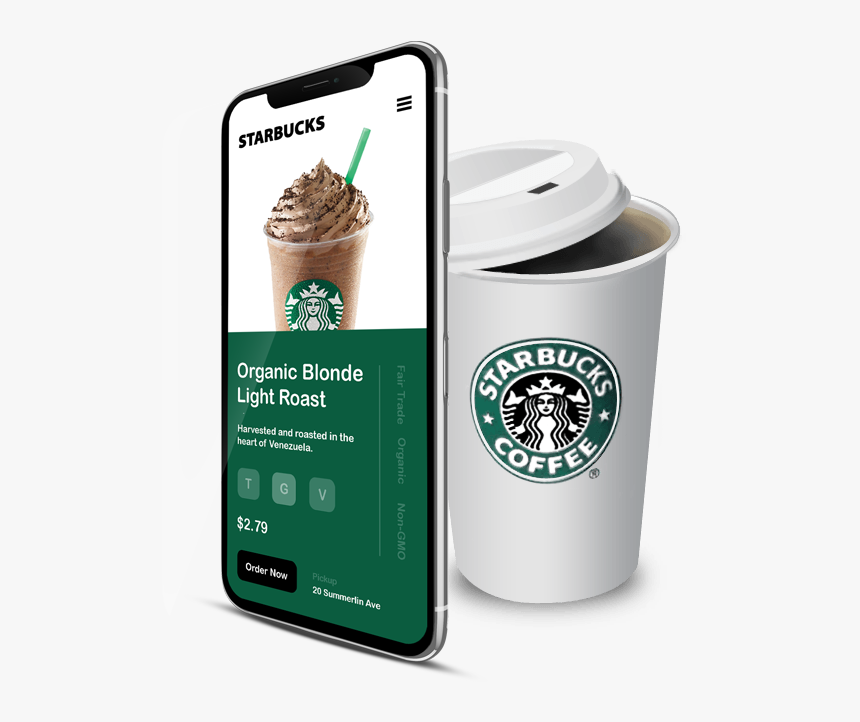 STARBUCKS
Organic Blonde
Light Roast
Harvested and roasted in the
heart of Venezuela.
T G V
$2.79
Order Now
Pickup
20 Summerlin Ave
Fair Trade Organic Non-GMO
STARBUCKS
COFFEE
®